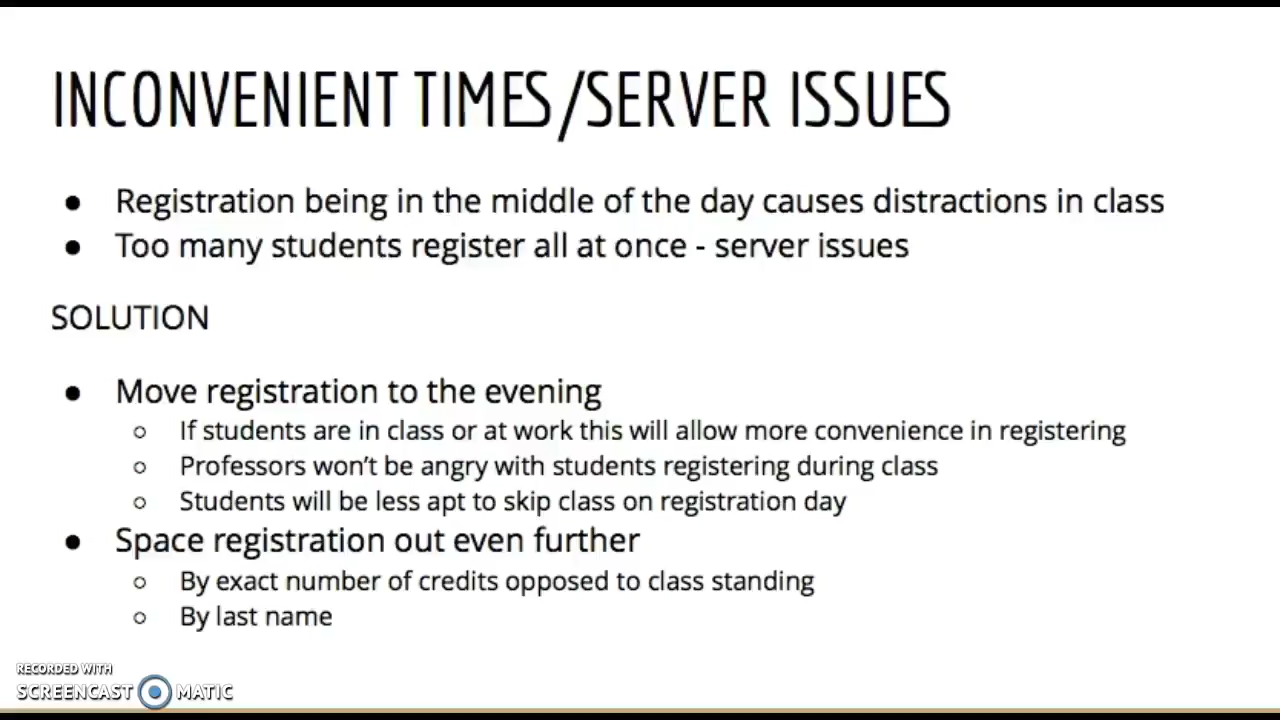 INCONVENIENT TIMES/SERVER ISSUES
● Registration being in the middle of the day causes distractions in class
● Too many students register all at once - server issues
SOLUTION
● Move registration to the evening
○ If students are in class or at work this will allow more convenience in registering
○ Professors won't be angry with students registering during class
○ Students will be less apt to skip class on registration day
● Space registration out even further
○ By exact number of credits opposed to class standing
○ By last name
RECORDED WITH
SCREENCAST MATIC